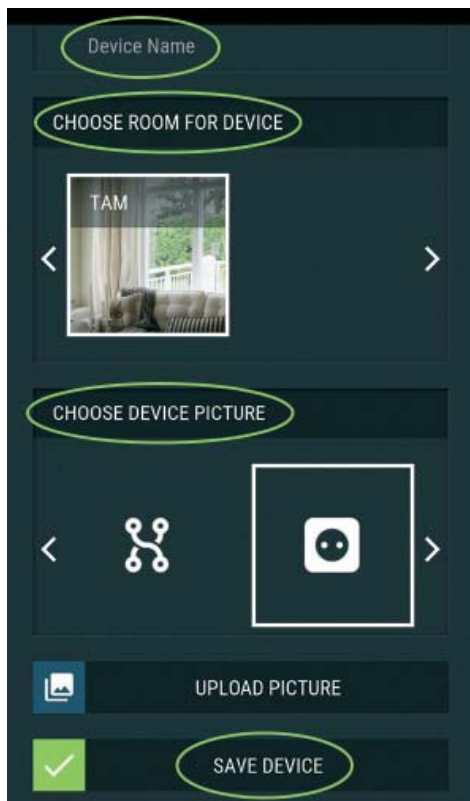 Device Name
CHOOSE ROOM FOR DEVICE
TAM
CHOOSE DEVICE PICTURE
UPLOAD PICTURE
SAVE DEVICE